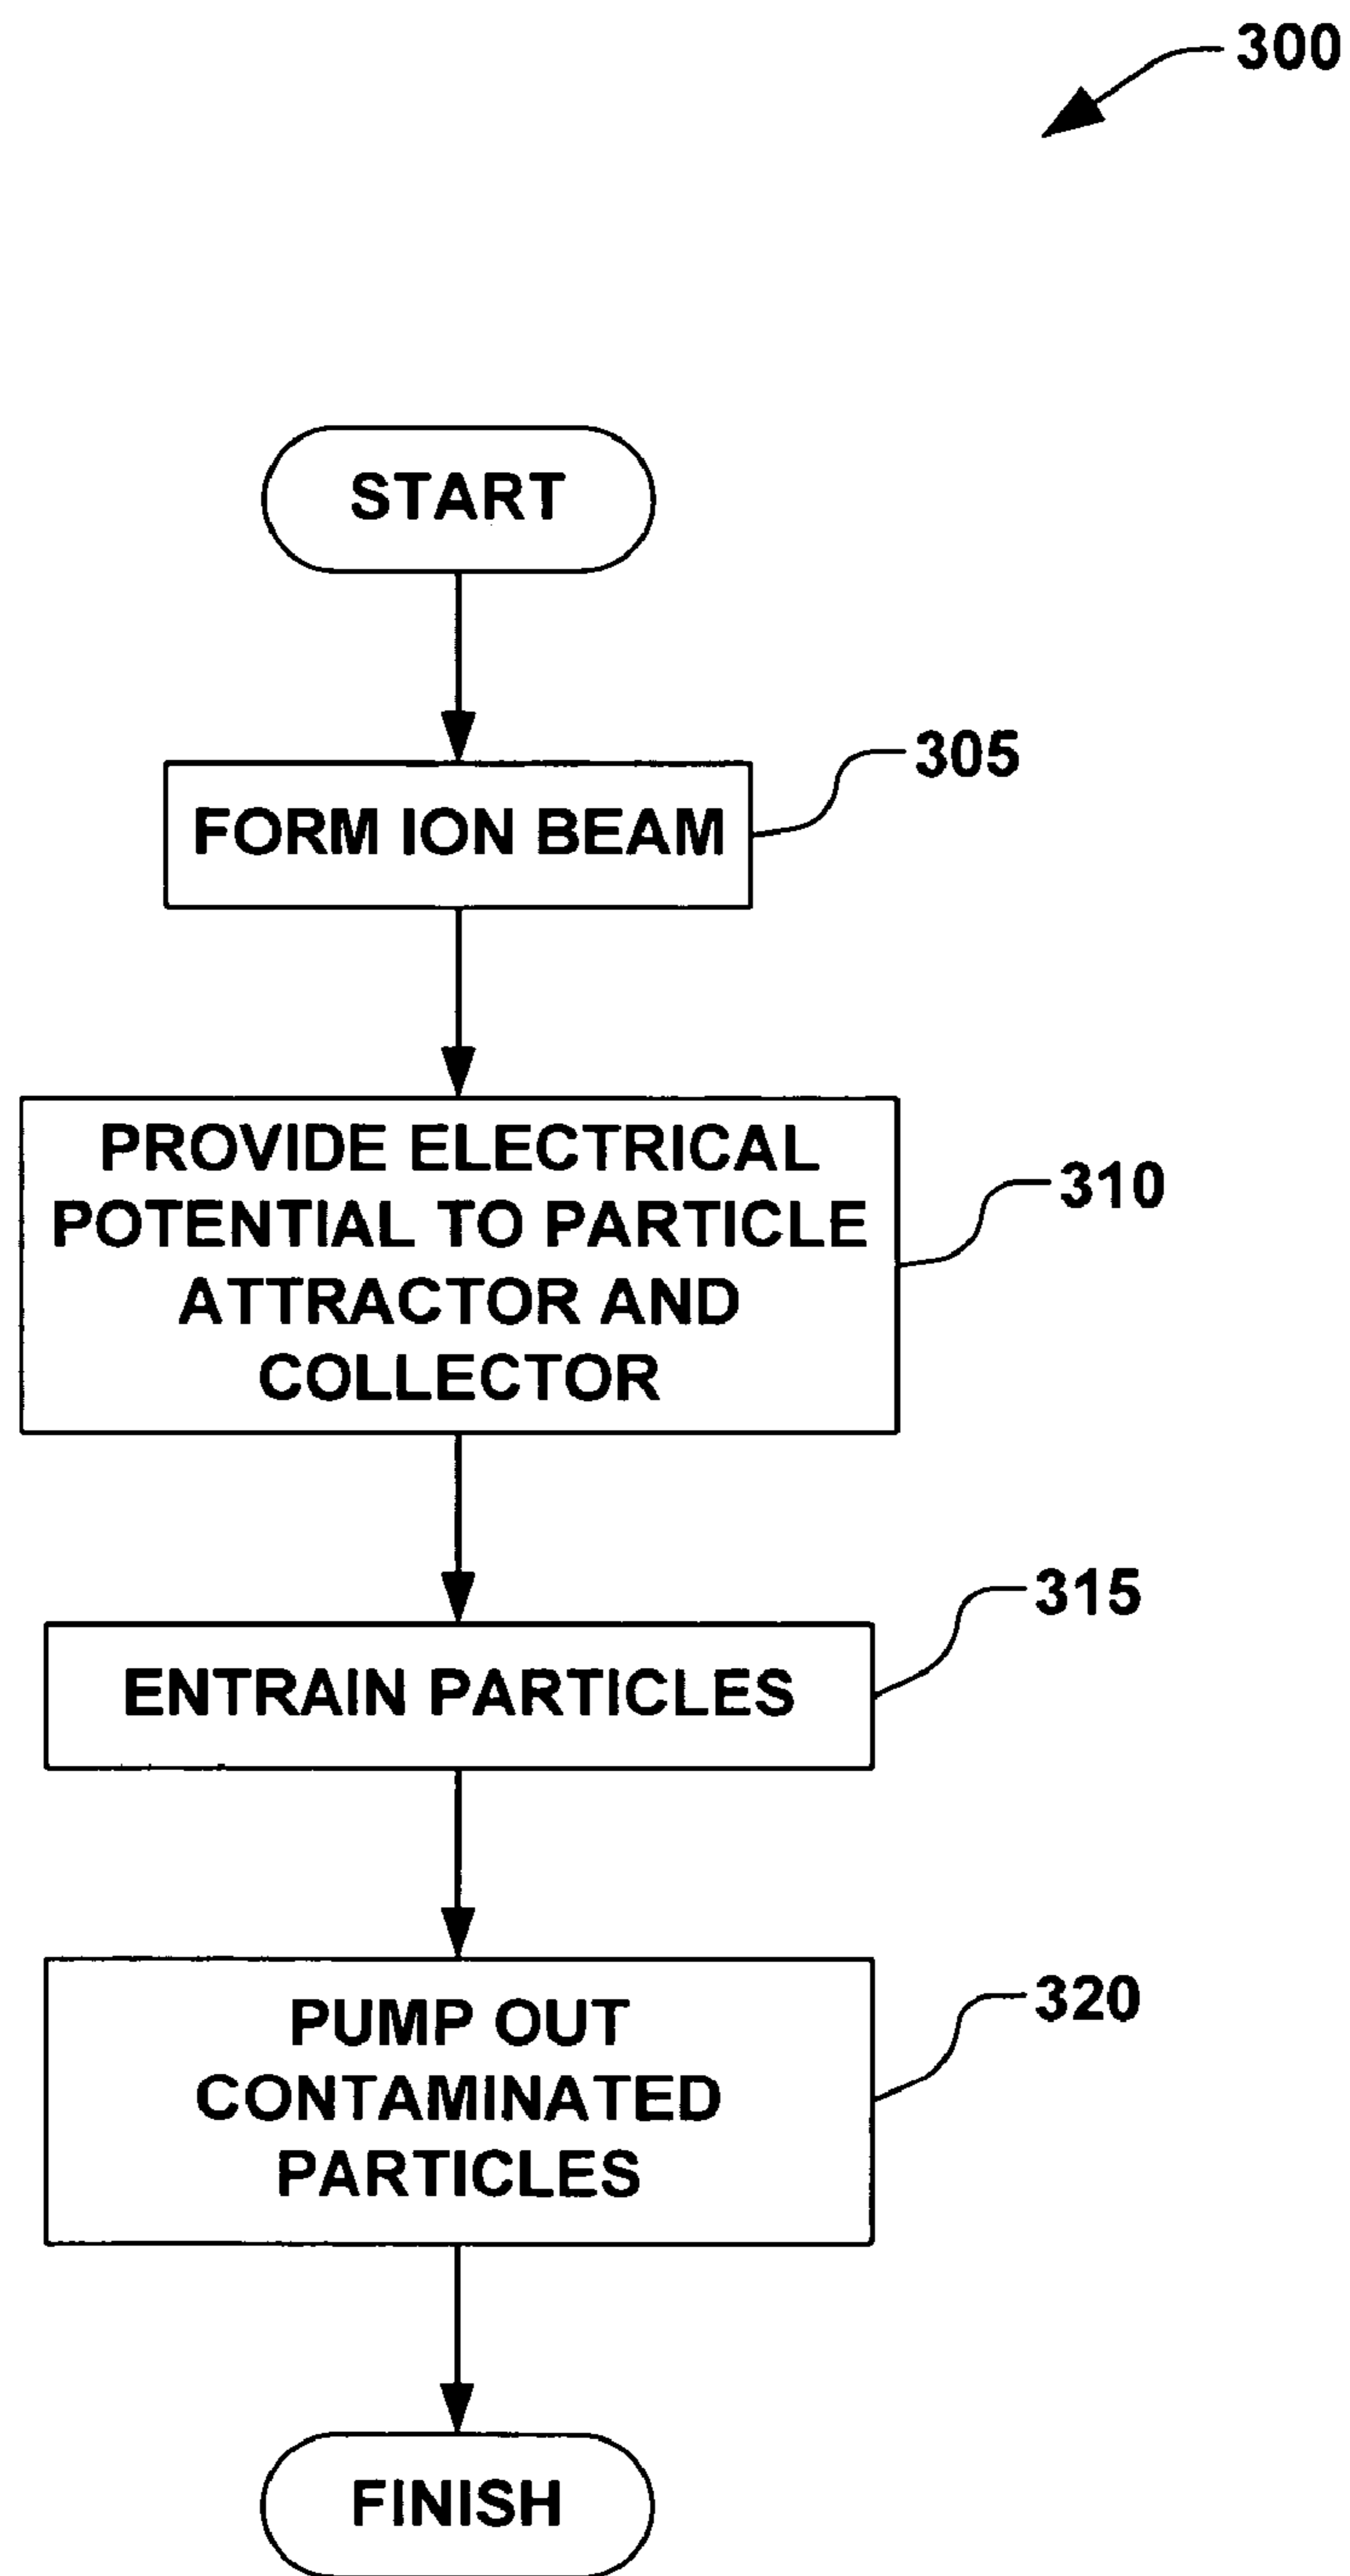 300
START
FORM ION BEAM
305
PROVIDE ELECTRICAL
POTENTIAL TO PARTICLE
ATTRACTOR AND
COLLECTOR
310
ENTRAIN PARTICLES
315
PUMP OUT
CONTAMINATED
PARTICLES
320
FINISH